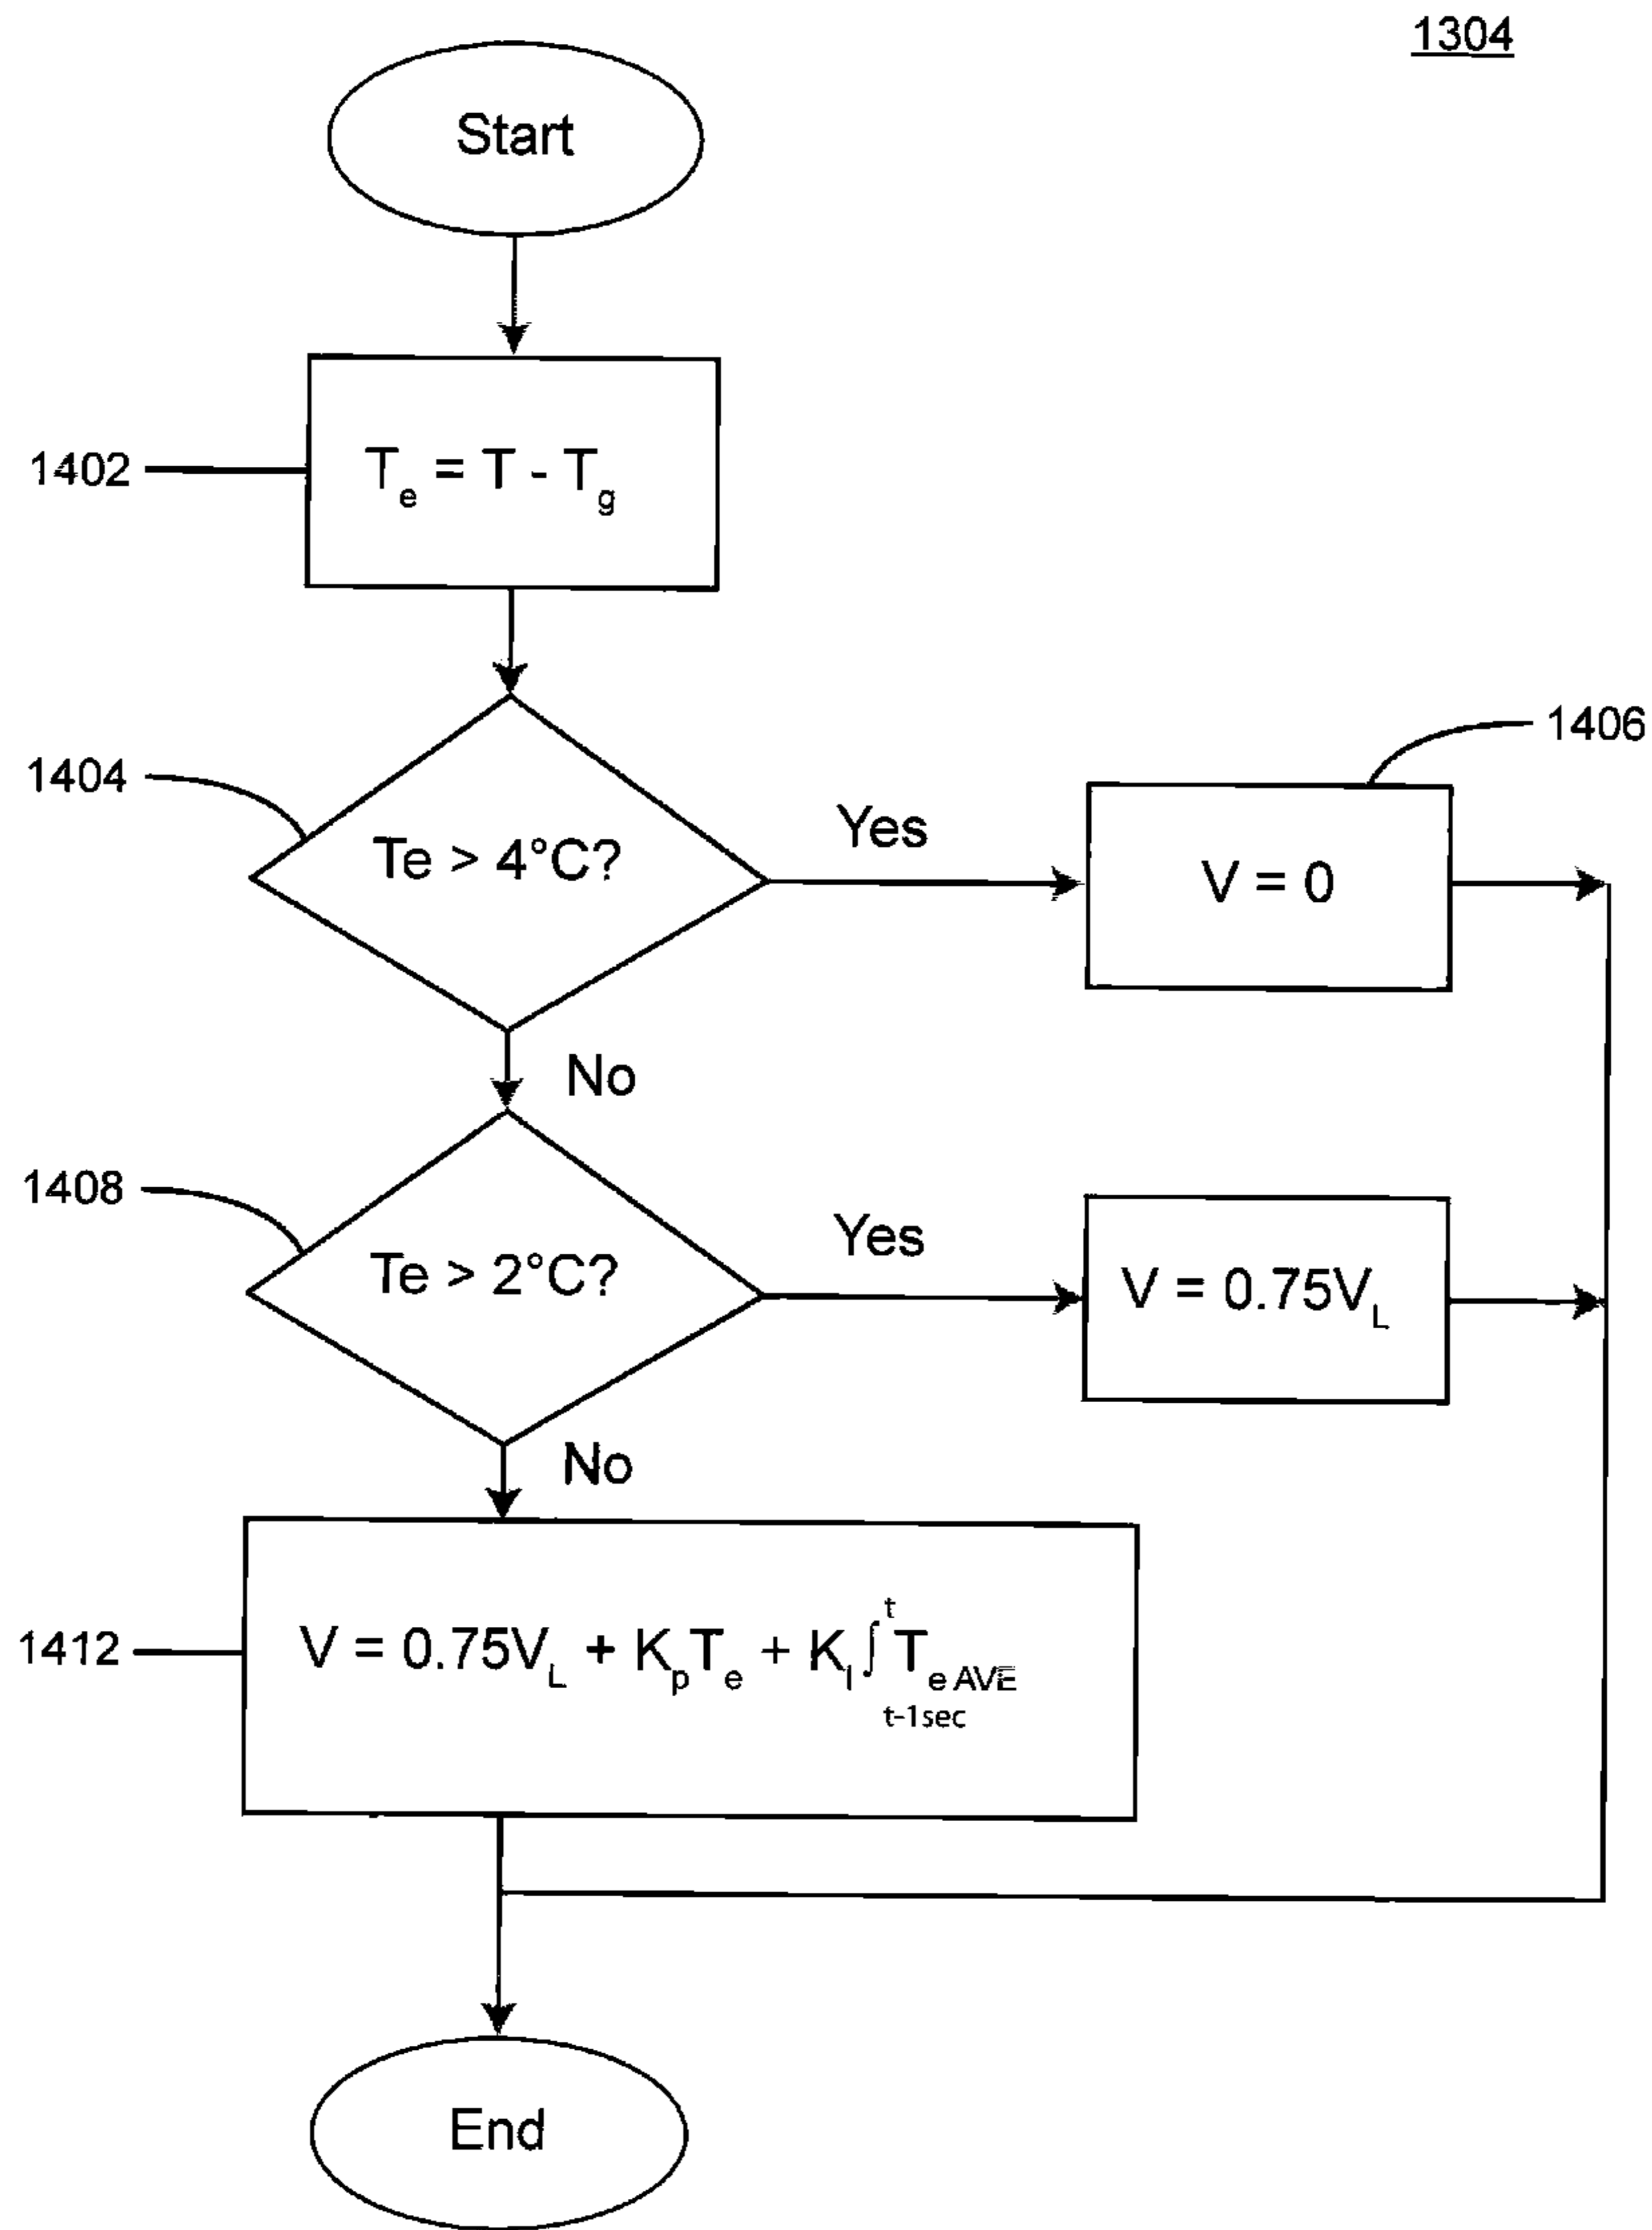 1304
Start
1402
Te = T - Tg
1404
Te > 4°C?
Yes
1406
V = 0
No
1408
Te > 2°C?
Yes
V = 0.75VL
No
1412
V = 0.75VL + KpTe + KI∫t t-1sec Te AVE
End